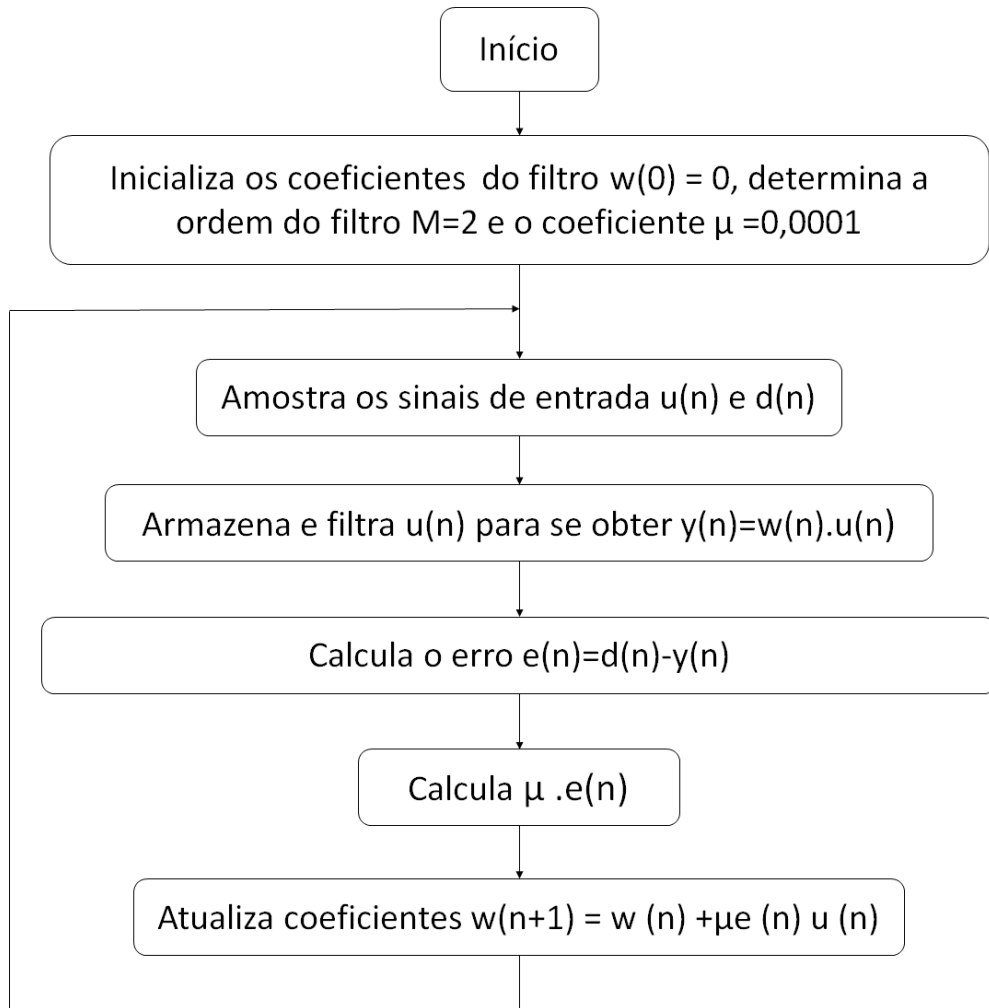 Início
Inicializa os coeficientes do filtro w(0) = 0, determina a
ordem do filtro M=2 e o coeficiente μ =0,0001
Amostra os sinais de entrada u(n) e d(n)
Armazena e filtra u(n) para se obter y(n)=w(n).u(n)
Calcula o erro e(n)=d(n)-y(n)
Calcula μ .e(n)
Atualiza coeficientes w(n+1) = w (n) +μe (n) u (n)